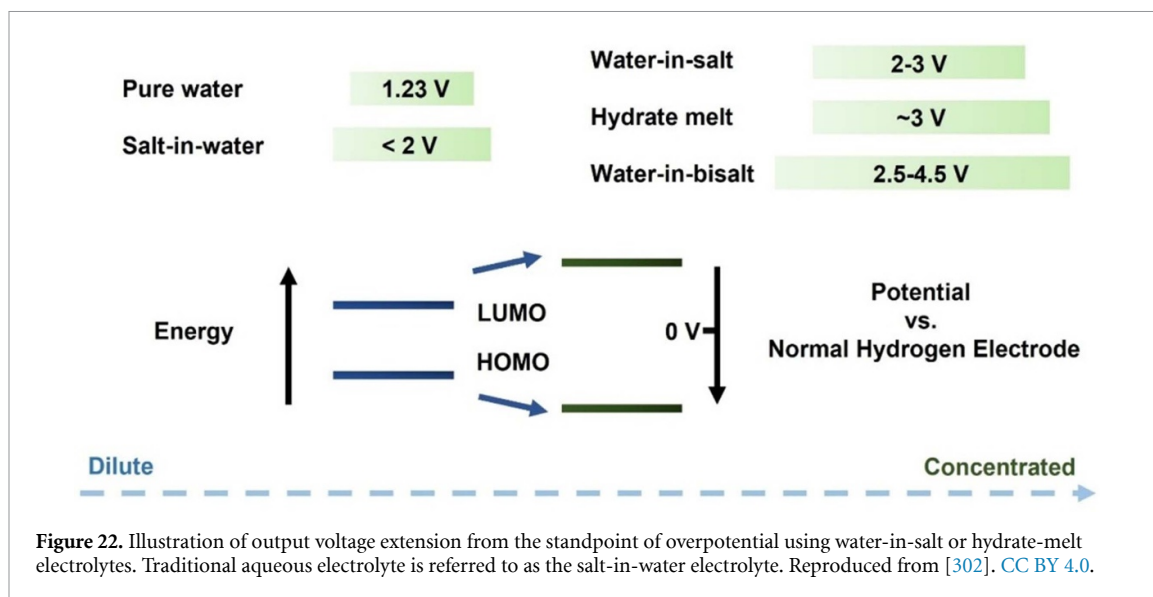 Pure water 1.23 V
Salt-in-water < 2 V
Water-in-salt 2-3 V
Hydrate melt ~3 V
Water-in-bisalt 2.5-4.5 V
Energy
LUMO
HOMO
0 V
Potential
vs.
Normal Hydrogen Electrode
Dilute
Concentrated
Figure 22. Illustration of output voltage extension from the standpoint of overpotential using water-in-salt or hydrate-melt
electrolytes. Traditional aqueous electrolyte is referred to as the salt-in-water electrolyte. Reproduced from [302]. CC BY 4.0.